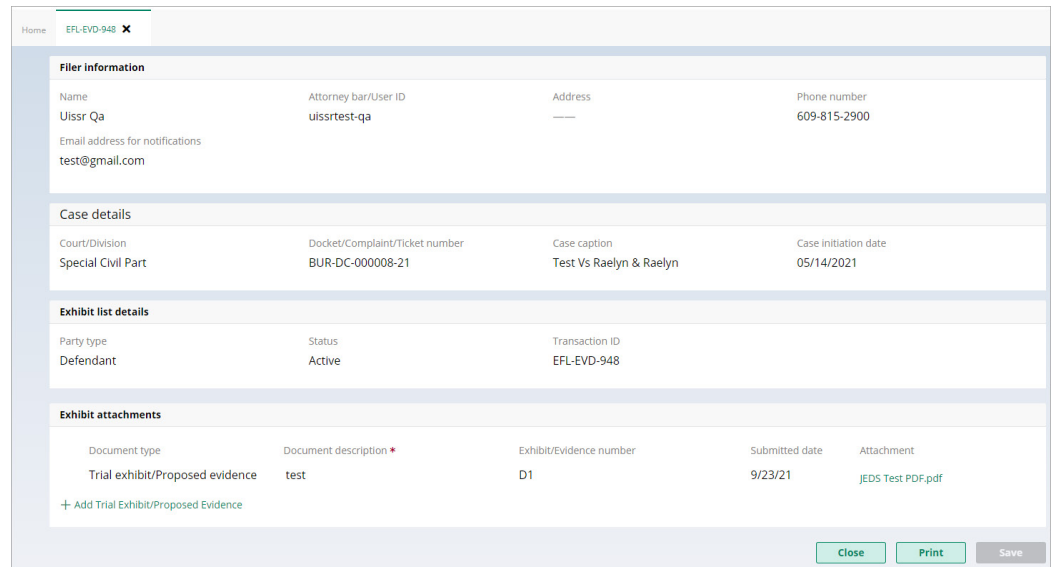 Home EFL-EVD-948 ✖
Filer information
Name Attorney bar/User ID Address Phone number
Uissr Qa uissrtest-qa —— 609-815-2900
Email address for notifications
test@gmail.com
Case details
Court/Division Docket/Complaint/Ticket number Case caption Case initiation date
Special Civil Part BUR-DC-000008-21 Test Vs Raelyn & Raelyn 05/14/2021
Exhibit list details
Party type Status Transaction ID
Defendant Active EFL-EVD-948
Exhibit attachments
Document type Document description * Exhibit/Evidence number Submitted date Attachment
Trial exhibit/Proposed evidence test D1 9/23/21 JEDS Test PDF.pdf
+ Add Trial Exhibit/Proposed Evidence
Close Print Save